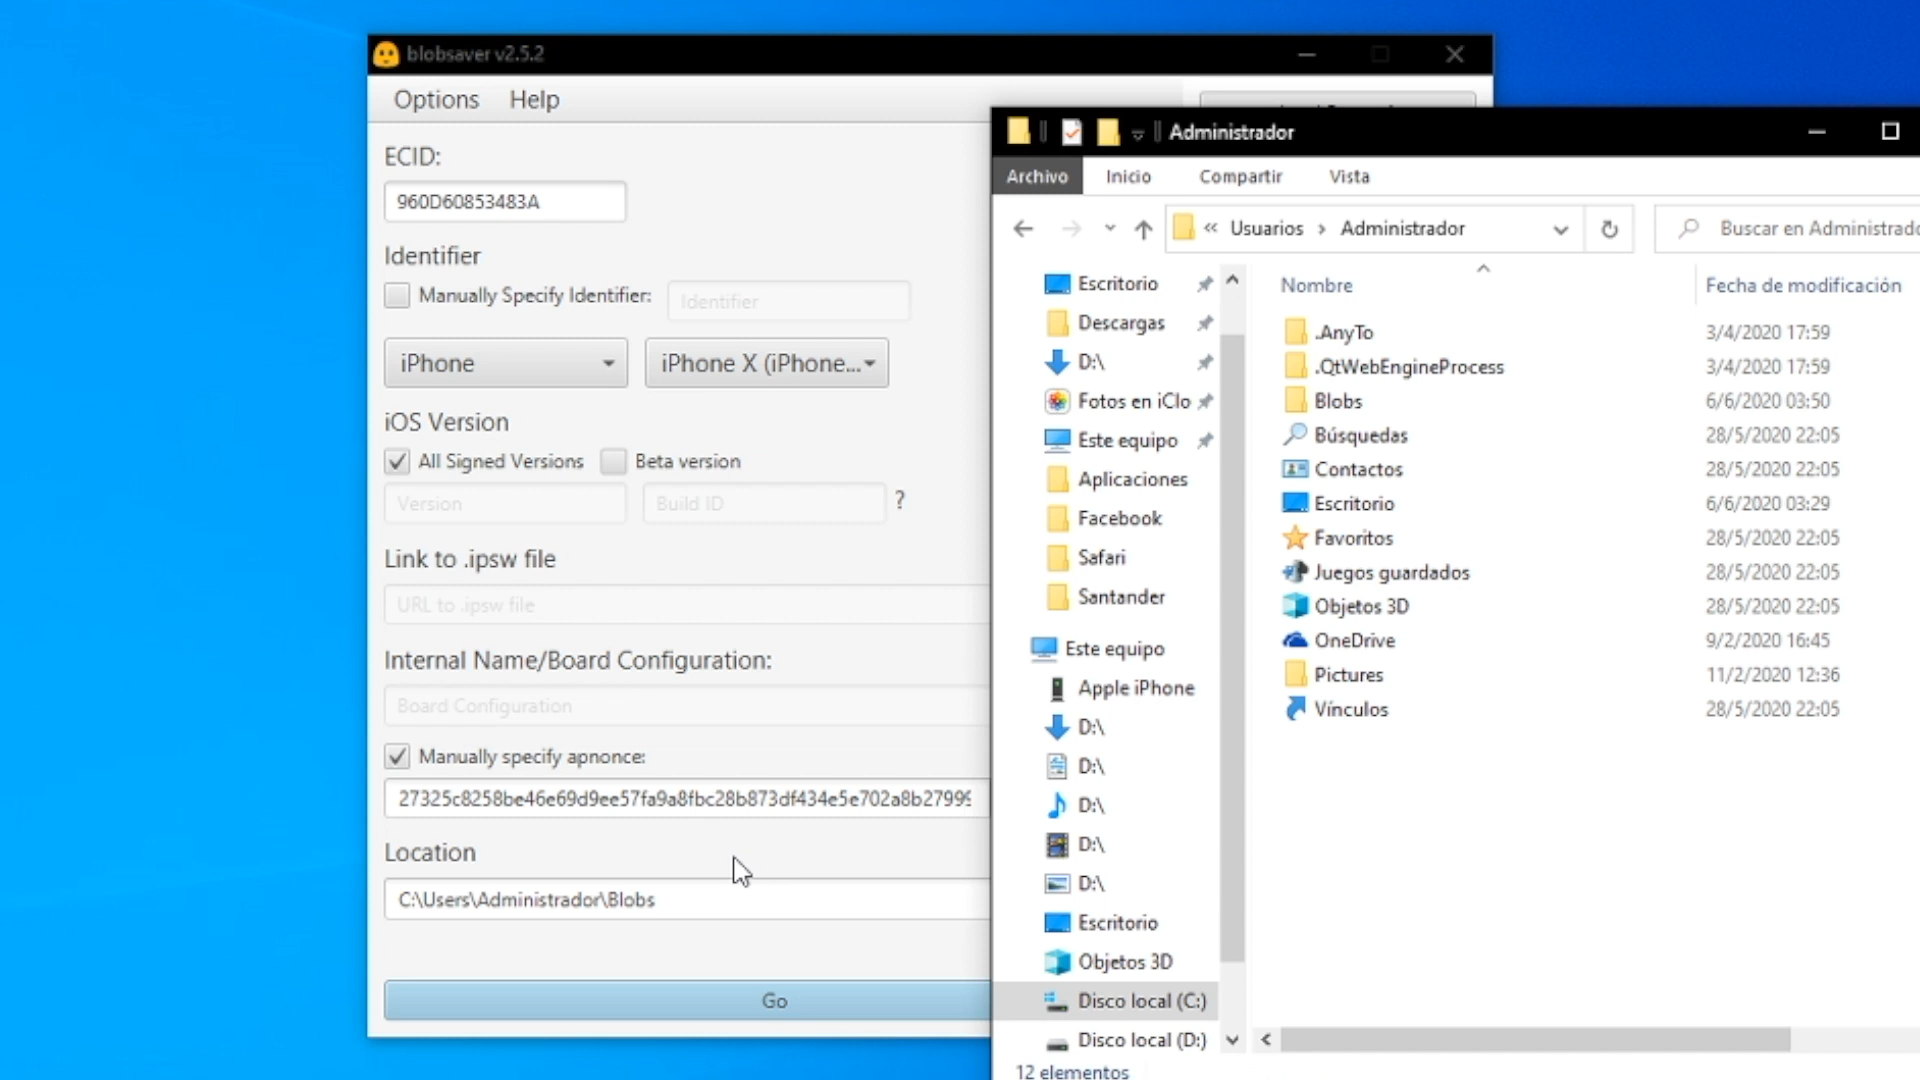 blobsaver v2.5.2
Options Help
ECID:
960D60853483A
Identifier
Manually Specify Identifier: Identifier
iPhone iPhone X (iPhone...
iOS Version
All Signed Versions Beta version
Version Build ID ?
Link to .ipsw file
URL to .ipsw file
Internal Name/Board Configuration:
Board Configuration
Manually specify apnonce:
27325c8258be46e69d9ee57fa9a8fbc28b873df434e5e702a8b27999
Location
C:\Users\Administrador\Blobs
Go
Administrador
Archivo Inicio Compartir Vista
« Usuarios › Administrador Buscar en Administrado
Escritorio
Descargas
D:\
Fotos en iClo
Este equipo
Aplicaciones
Facebook
Safari
Santander
Este equipo
Apple iPhone
D:\
D:\
D:\
D:\
D:\
Escritorio
Objetos 3D
Disco local (C:)
Disco local (D:)
Nombre Fecha de modificación
.AnyTo 3/4/2020 17:59
.QtWebEngineProcess 3/4/2020 17:59
Blobs 6/6/2020 03:50
Búsquedas 28/5/2020 22:05
Contactos 28/5/2020 22:05
Escritorio 6/6/2020 03:29
Favoritos 28/5/2020 22:05
Juegos guardados 28/5/2020 22:05
Objetos 3D 28/5/2020 22:05
OneDrive 9/2/2020 16:45
Pictures 11/2/2020 12:36
Vínculos 28/5/2020 22:05
12 elementos